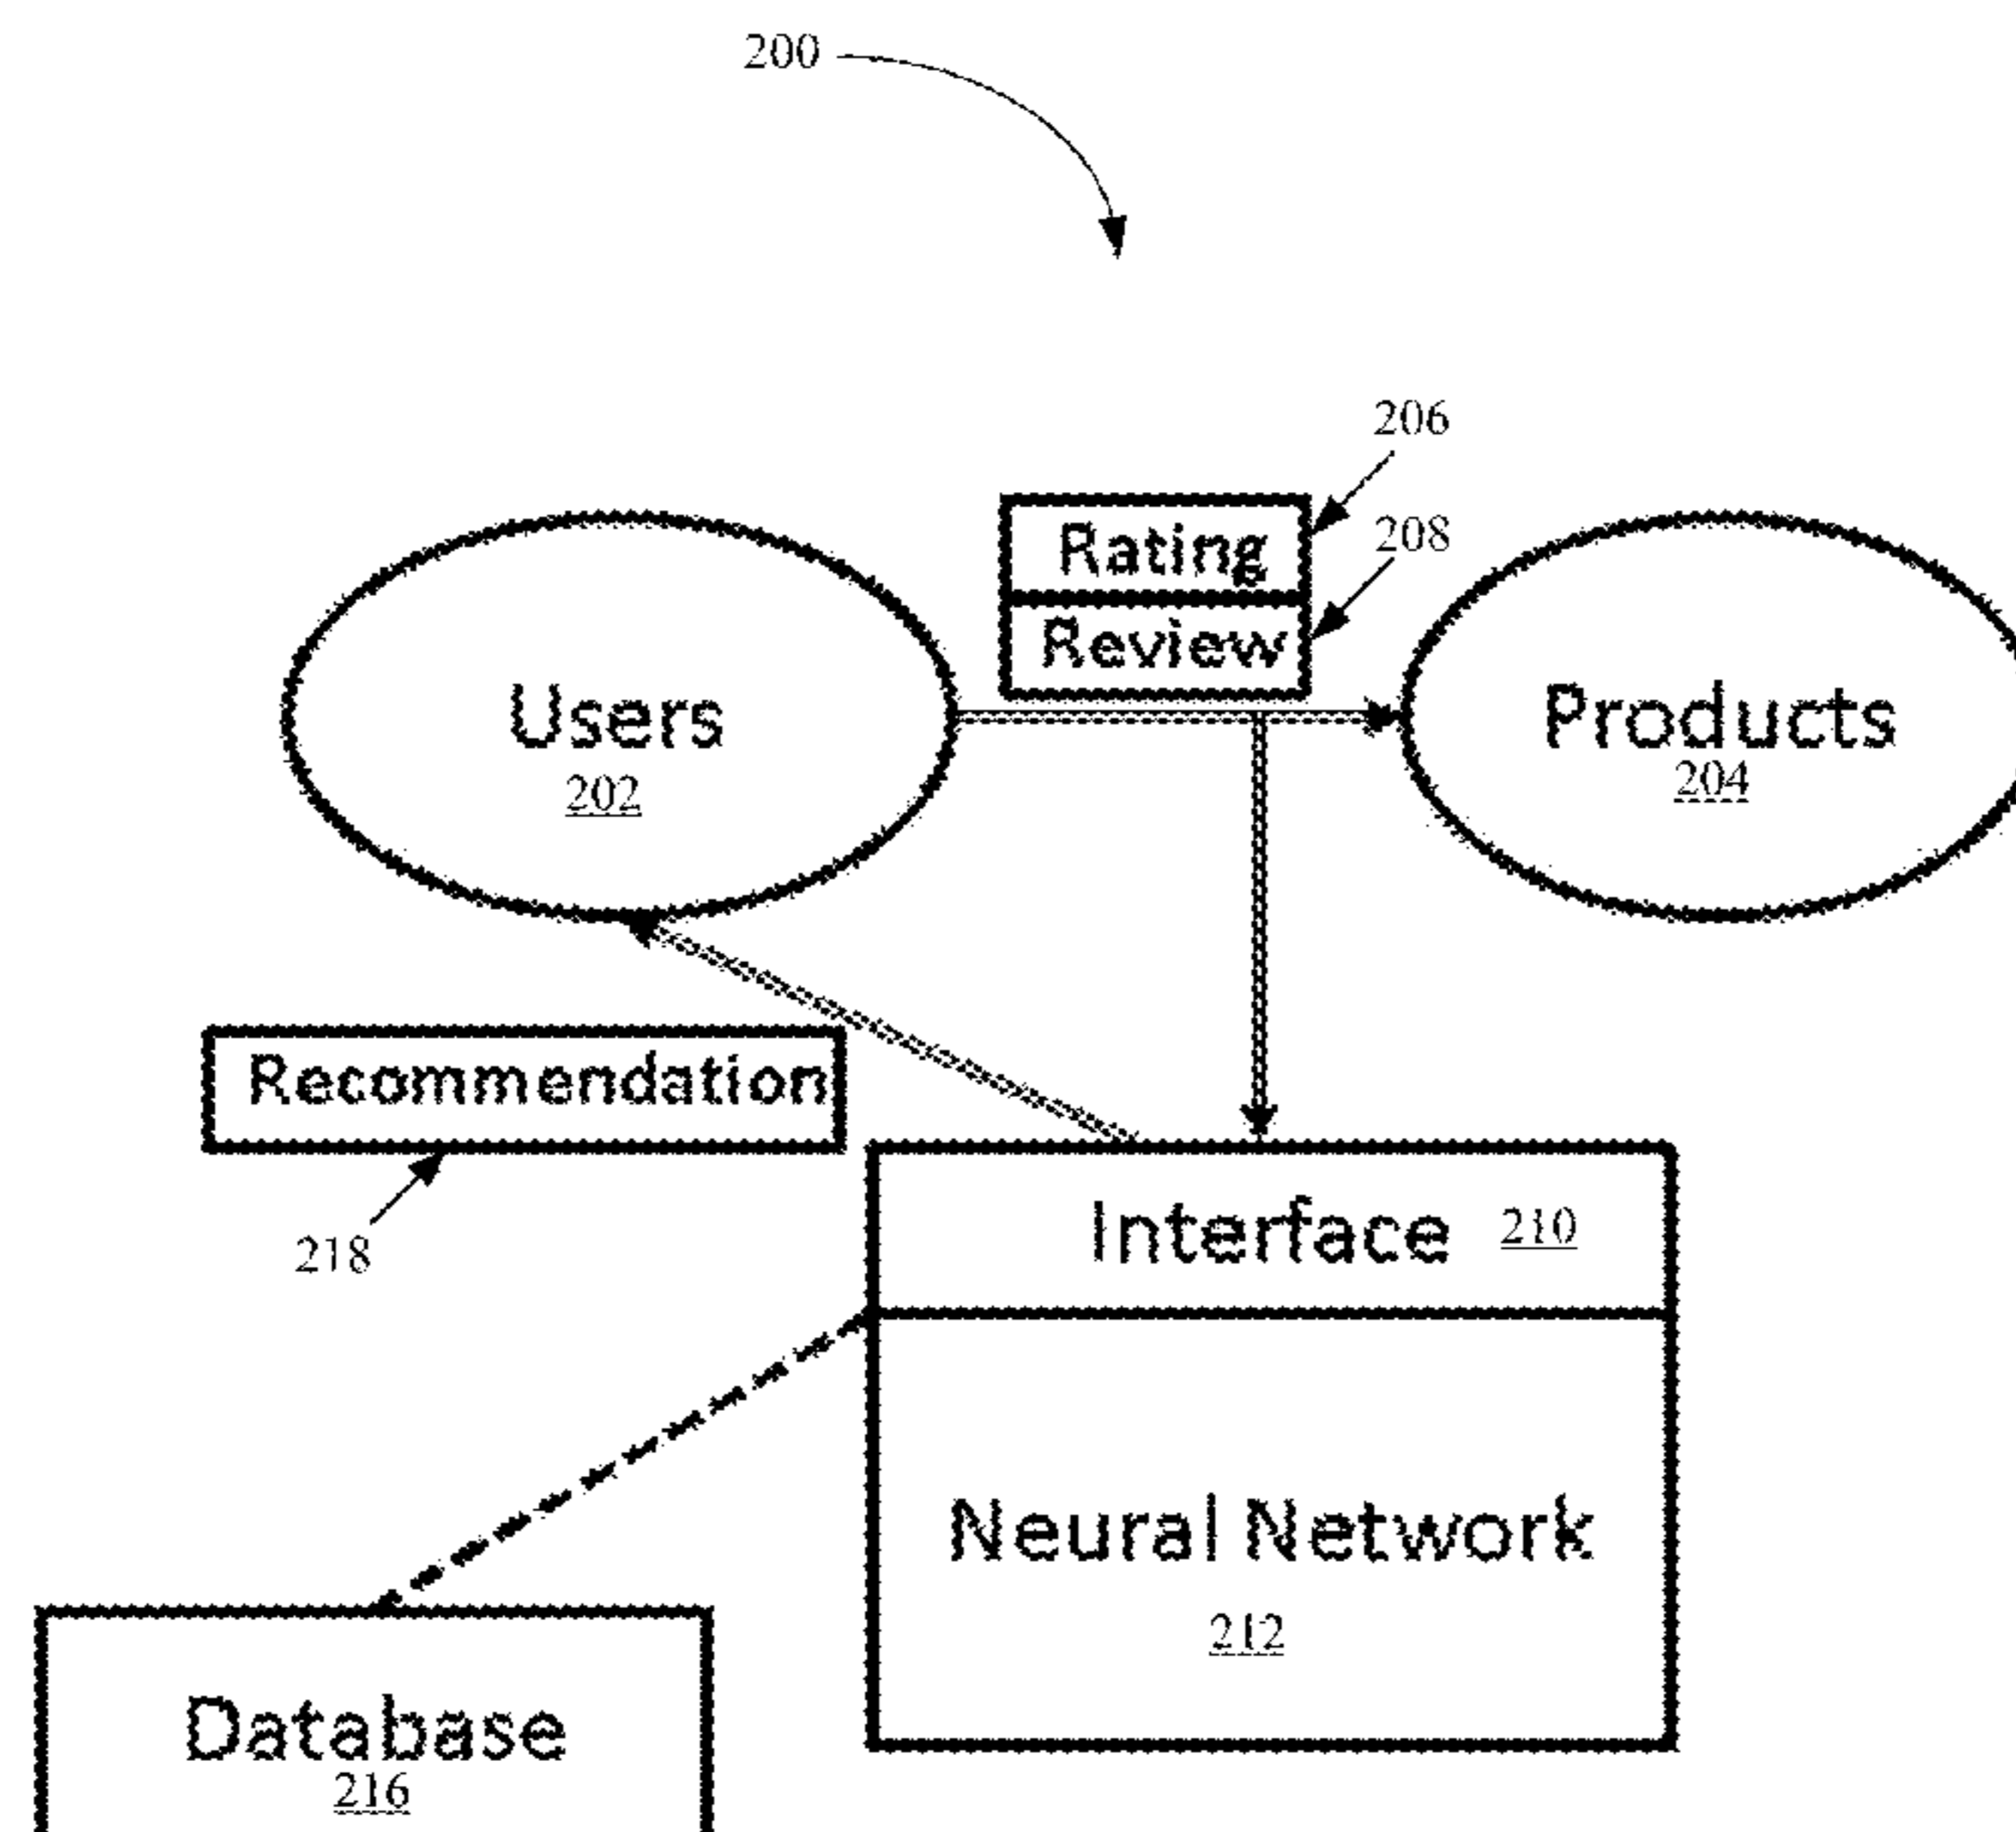 200
206
Rating
208
Review
Users
202
Products
204
Recommendation
218
Interface 210
Neural Network
212
Database
216